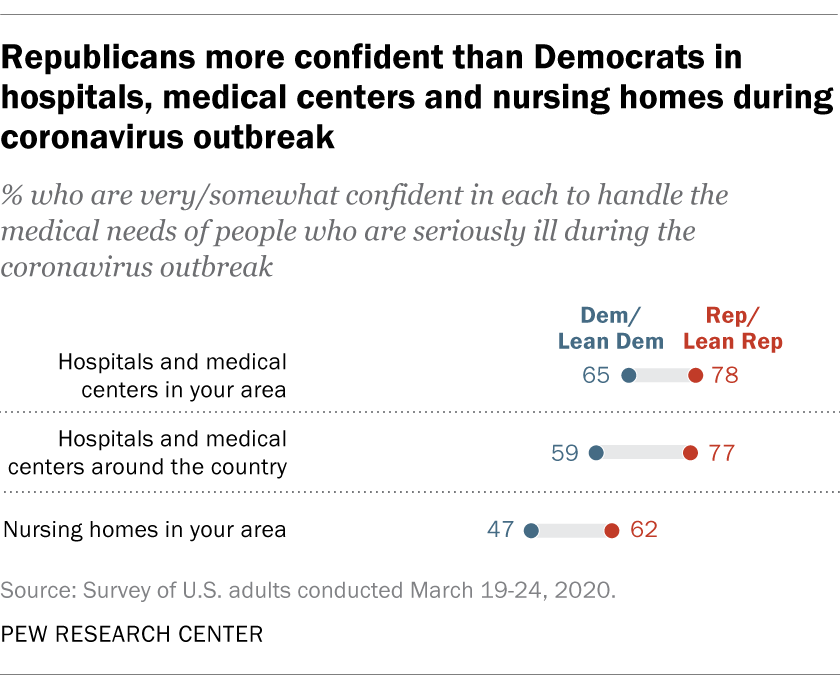 Republicans more confident than Democrats in
hospitals, medical centers and nursing homes during
coronavirus outbreak
% who are very/somewhat confident in each to handle the
medical needs of people who are seriously ill during the
coronavirus outbreak
Dem/ Rep/
Lean Dem Lean Rep
Hospitals and medical
centers in your area
65 78
Hospitals and medical
centers around the country
59 77
Nursing homes in your area 47 62
Source: Survey of U.S. adults conducted March 19-24, 2020.
PEW RESEARCH CENTER